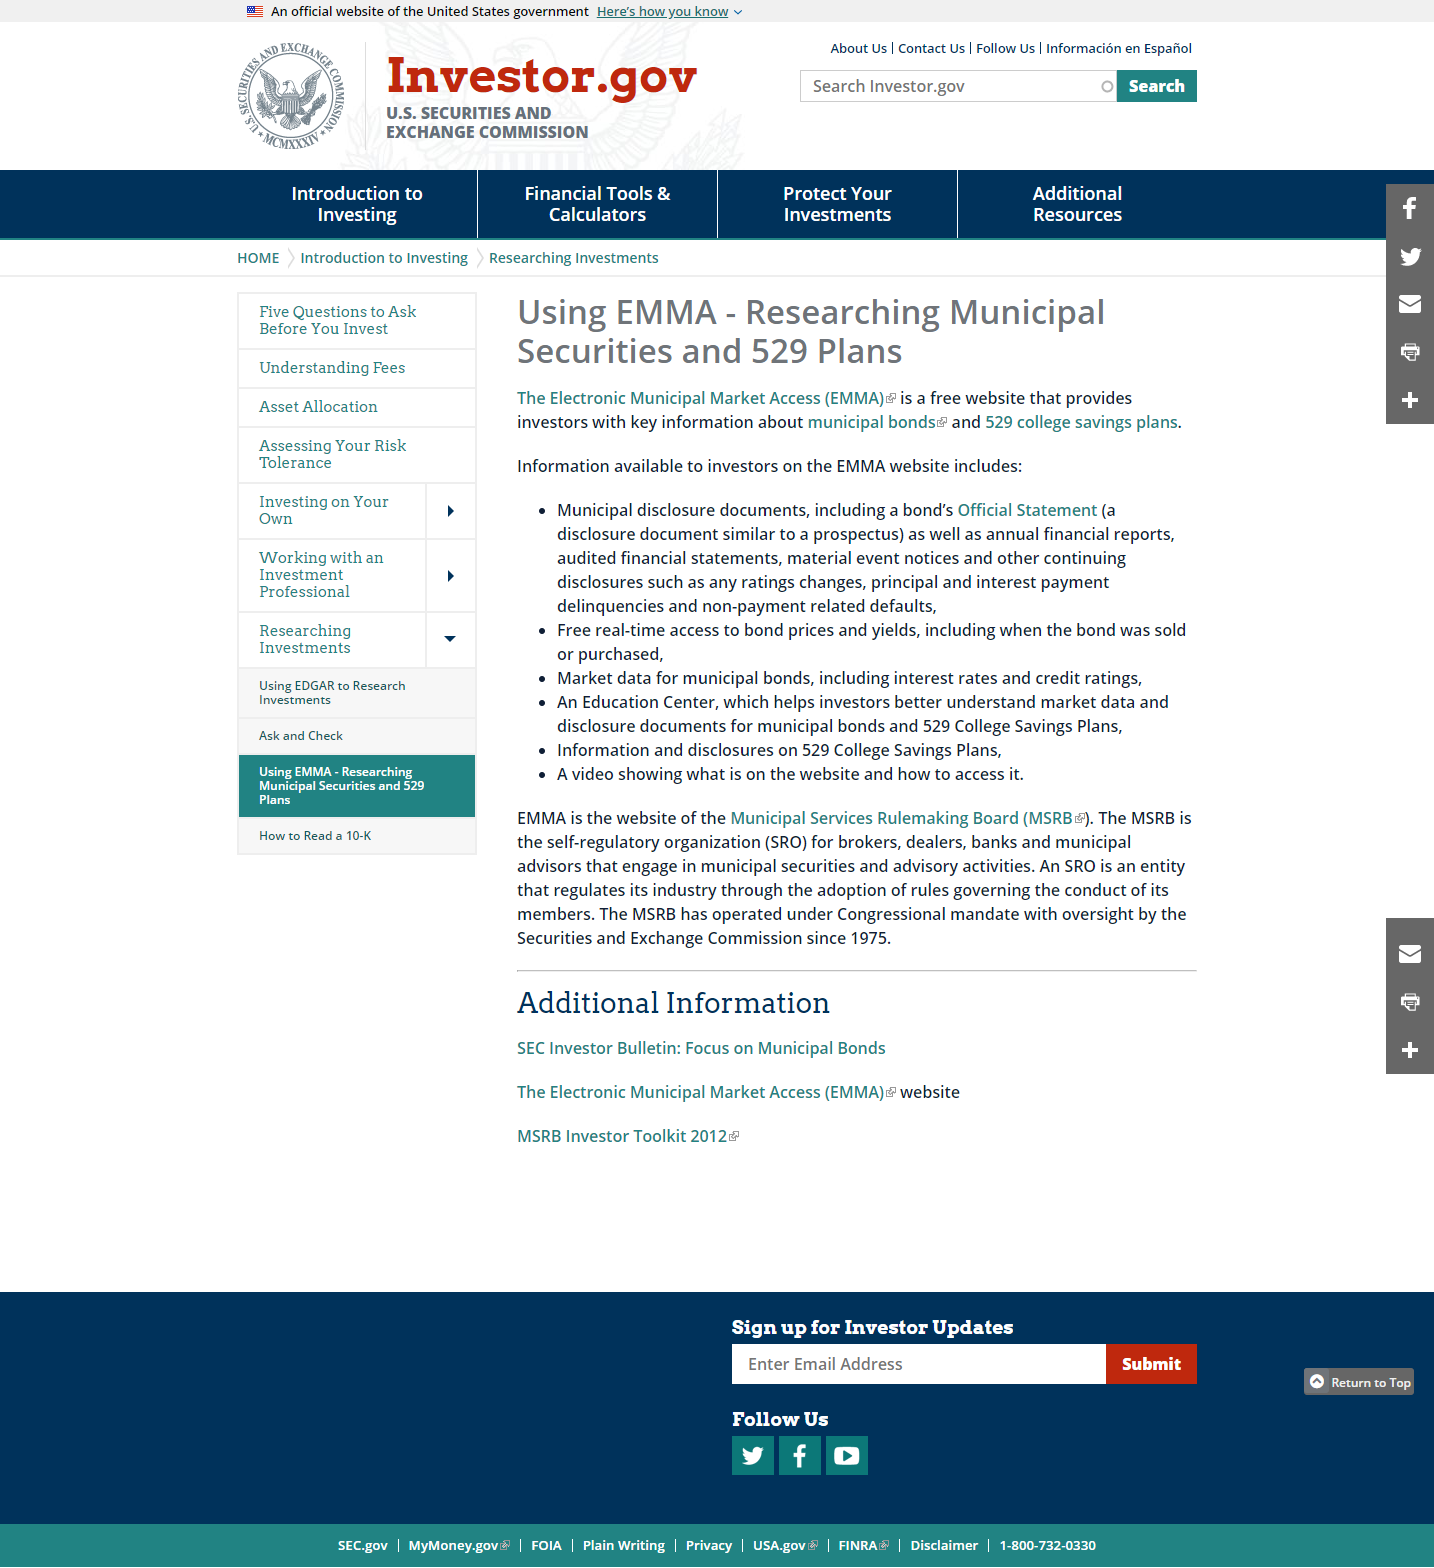 An official website of the United States government Here's how you know
U.S. SECURITIES AND EXCHANGE COMMISSION
MCMXXXIV
Investor.gov
U.S. SECURITIES AND
EXCHANGE COMMISSION
About Us | Contact Us | Follow Us | Información en Español
Search Investor.gov
Search
Introduction to
Investing
Financial Tools &
Calculators
Protect Your
Investments
Additional
Resources
HOME Introduction to Investing Researching Investments
Five Questions to Ask
Before You Invest
Understanding Fees
Asset Allocation
Assessing Your Risk
Tolerance
Investing on Your
Own
Working with an
Investment
Professional
Researching
Investments
Using EDGAR to Research
Investments
Ask and Check
Using EMMA - Researching
Municipal Securities and 529
Plans
How to Read a 10-K
Using EMMA - Researching Municipal
Securities and 529 Plans
The Electronic Municipal Market Access (EMMA) is a free website that provides
investors with key information about municipal bonds and 529 college savings plans.
Information available to investors on the EMMA website includes:
• Municipal disclosure documents, including a bond’s Official Statement (a
disclosure document similar to a prospectus) as well as annual financial reports,
audited financial statements, material event notices and other continuing
disclosures such as any ratings changes, principal and interest payment
delinquencies and non-payment related defaults,
• Free real-time access to bond prices and yields, including when the bond was sold
or purchased,
• Market data for municipal bonds, including interest rates and credit ratings,
• An Education Center, which helps investors better understand market data and
disclosure documents for municipal bonds and 529 College Savings Plans,
• Information and disclosures on 529 College Savings Plans,
• A video showing what is on the website and how to access it.
EMMA is the website of the Municipal Services Rulemaking Board (MSRB). The MSRB is
the self-regulatory organization (SRO) for brokers, dealers, banks and municipal
advisors that engage in municipal securities and advisory activities. An SRO is an entity
that regulates its industry through the adoption of rules governing the conduct of its
members. The MSRB has operated under Congressional mandate with oversight by the
Securities and Exchange Commission since 1975.
Additional Information
SEC Investor Bulletin: Focus on Municipal Bonds
The Electronic Municipal Market Access (EMMA) website
MSRB Investor Toolkit 2012
Sign up for Investor Updates
Enter Email Address
Submit
Return to Top
Follow Us
SEC.gov | MyMoney.gov | FOIA | Plain Writing | Privacy | USA.gov | FINRA | Disclaimer | 1-800-732-0330